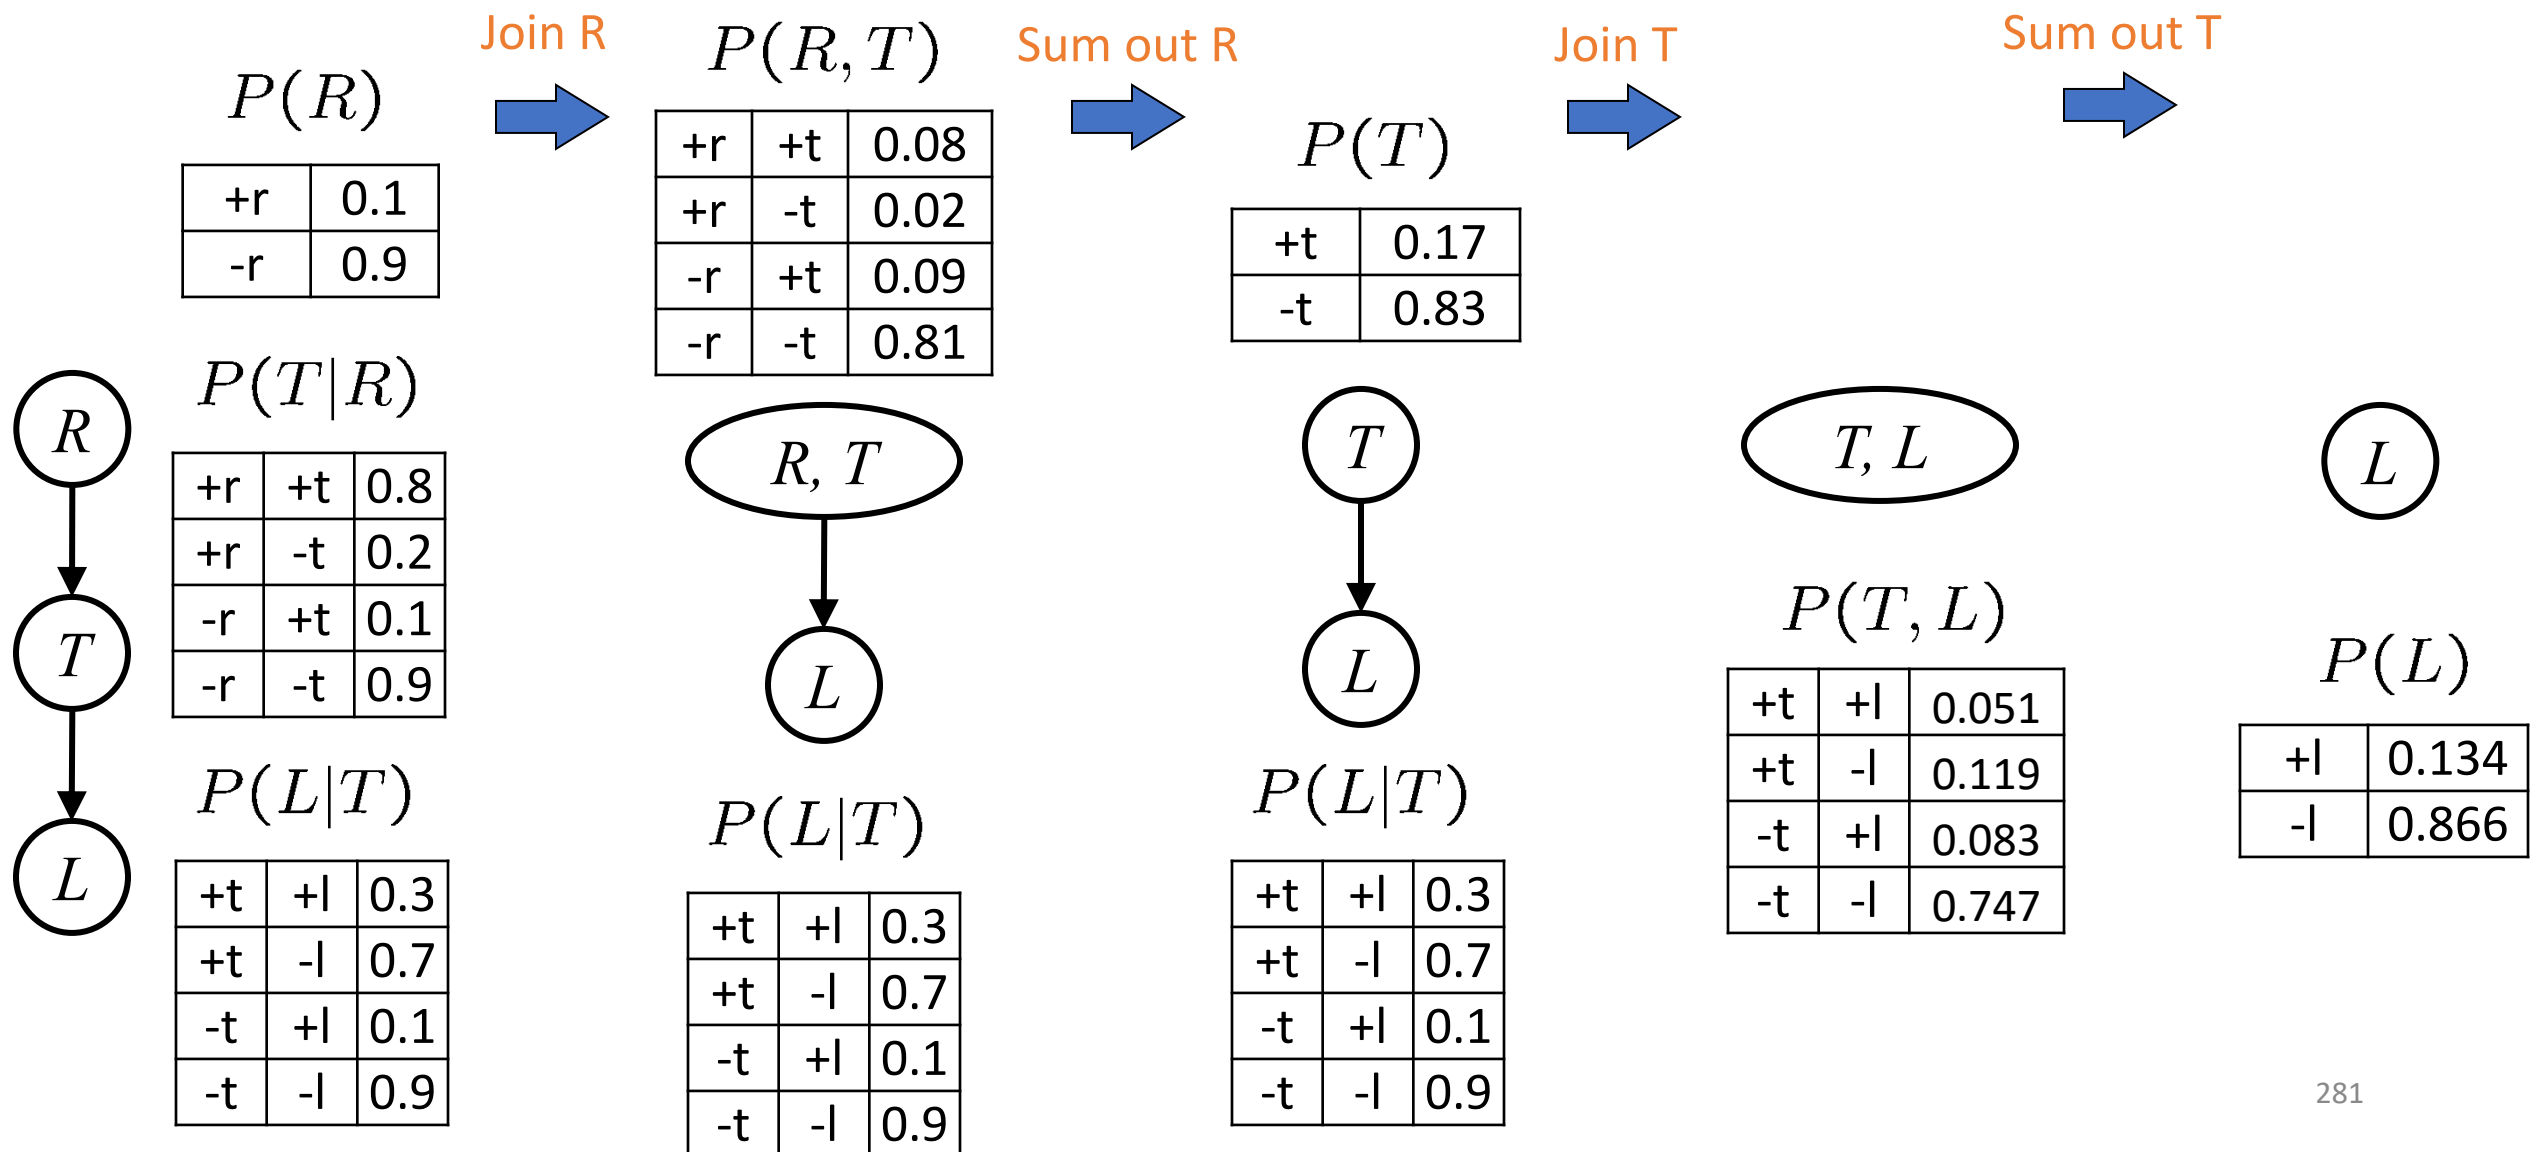 Join R
Sum out R
Join T
Sum out T
P(R)
+r 0.1
-r 0.9
P(T|R)
+r +t 0.8
+r -t 0.2
-r +t 0.1
-r -t 0.9
P(L|T)
+t +l 0.3
+t -l 0.7
-t +l 0.1
-t -l 0.9
R
T
L
P(R, T)
+r +t 0.08
+r -t 0.02
-r +t 0.09
-r -t 0.81
R, T
L
P(L|T)
+t +l 0.3
+t -l 0.7
-t +l 0.1
-t -l 0.9
P(T)
+t 0.17
-t 0.83
T
L
P(L|T)
+t +l 0.3
+t -l 0.7
-t +l 0.1
-t -l 0.9
T, L
P(T, L)
+t +l 0.051
+t -l 0.119
-t +l 0.083
-t -l 0.747
L
P(L)
+l 0.134
-l 0.866
281